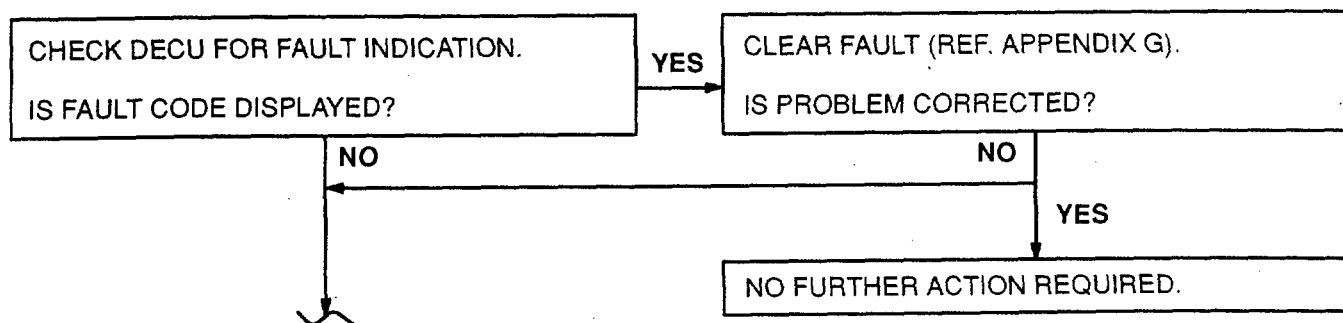 CHECK DECU FOR FAULT INDICATION.
IS FAULT CODE DISPLAYED?
YES
CLEAR FAULT (REF. APPENDIX G).
IS PROBLEM CORRECTED?
NO
NO
YES
NO FURTHER ACTION REQUIRED.